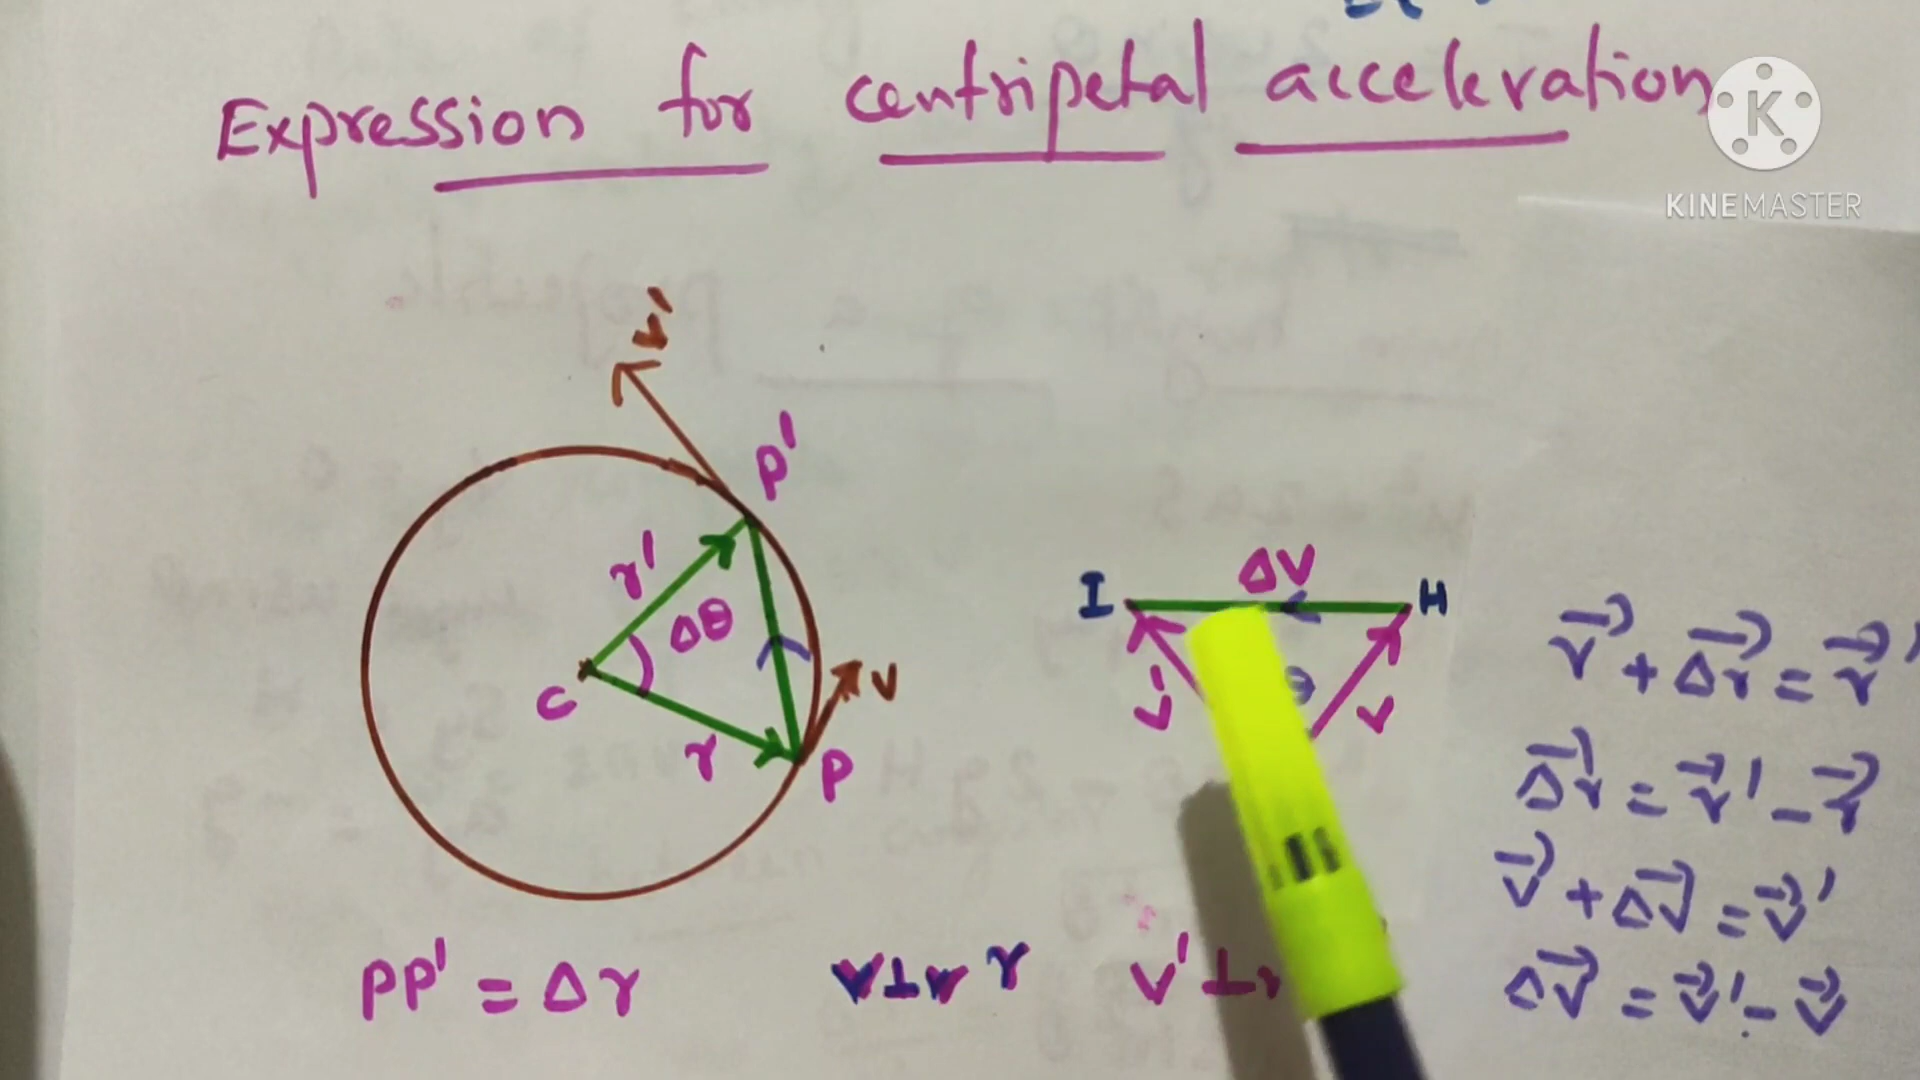 Expression for centripetal acceleration
K
KINEMASTER
v'
P'
r'
Δθ
C
r
P
v
ΔV
I
H
v'
θ
v
PP' = Δr
v⊥r r
v'⊥r
v⃗ + Δr⃗ = r⃗'
Δr⃗ = r⃗' - r⃗
v⃗ + Δv⃗ = v⃗'
Δv⃗ = v⃗' - v⃗